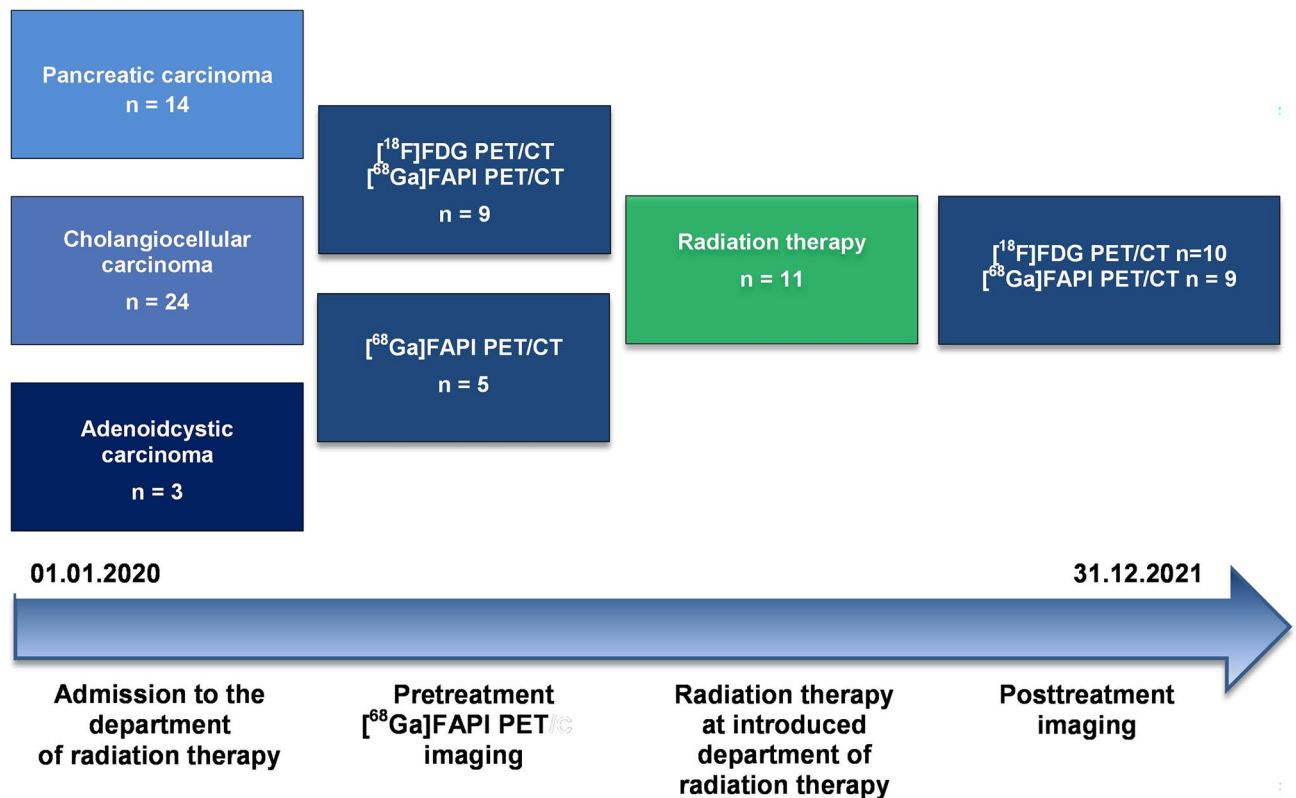 Pancreatic carcinoma
n = 14
Cholangiocellular
carcinoma
n = 24
Adenoidcystic
carcinoma
n = 3
[¹⁸F]FDG PET/CT
[⁶⁸Ga]FAPI PET/CT
n = 9
[⁶⁸Ga]FAPI PET/CT
n = 5
Radiation therapy
n = 11
[¹⁸F]FDG PET/CT n=10
[⁶⁸Ga]FAPI PET/CT n = 9
01.01.2020
31.12.2021
Admission to the
department
of radiation therapy
Pretreatment
[⁶⁸Ga]FAPI PET/C
imaging
Radiation therapy
at introduced
department of
radiation therapy
Posttreatment
imaging